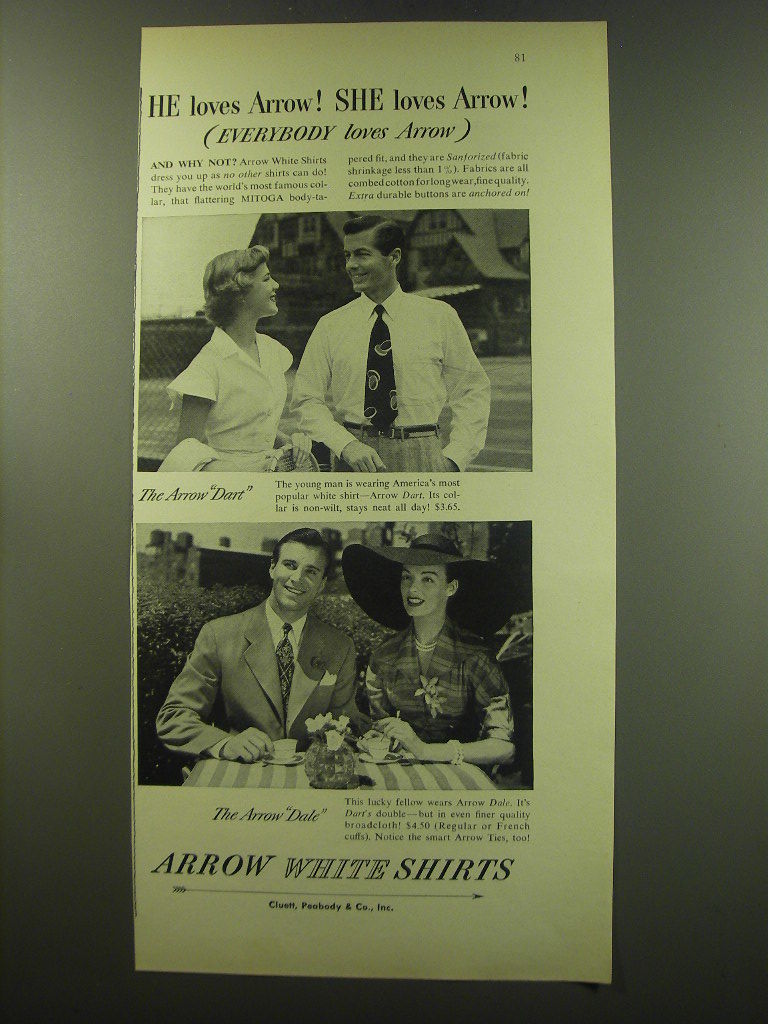 81
HE loves Arrow! SHE loves Arrow!
(EVERYBODY loves Arrow)
AND WHY NOT? Arrow White Shirts
dress you up as no other shirts can do!
They have the world's most famous col-
lar, that flattering MITOGA body-ta-
pered fit, and they are Sanforized (fabric
shrinkage less than 1%). Fabrics are all
combed cotton for long wear, fine quality.
Extra durable buttons are anchored on!
The Arrow "Dart"
The young man is wearing America's most
popular white shirt—Arrow Dart. Its col-
lar is non-wilt, stays neat all day! $3.65.
The Arrow "Dale"
This lucky fellow wears Arrow Dale. It's
Dart's double—but in even finer quality
broadcloth! $4.50 (Regular or French
cuffs). Notice the smart Arrow Ties, too!
ARROW WHITE SHIRTS
Cluett, Peabody & Co., Inc.